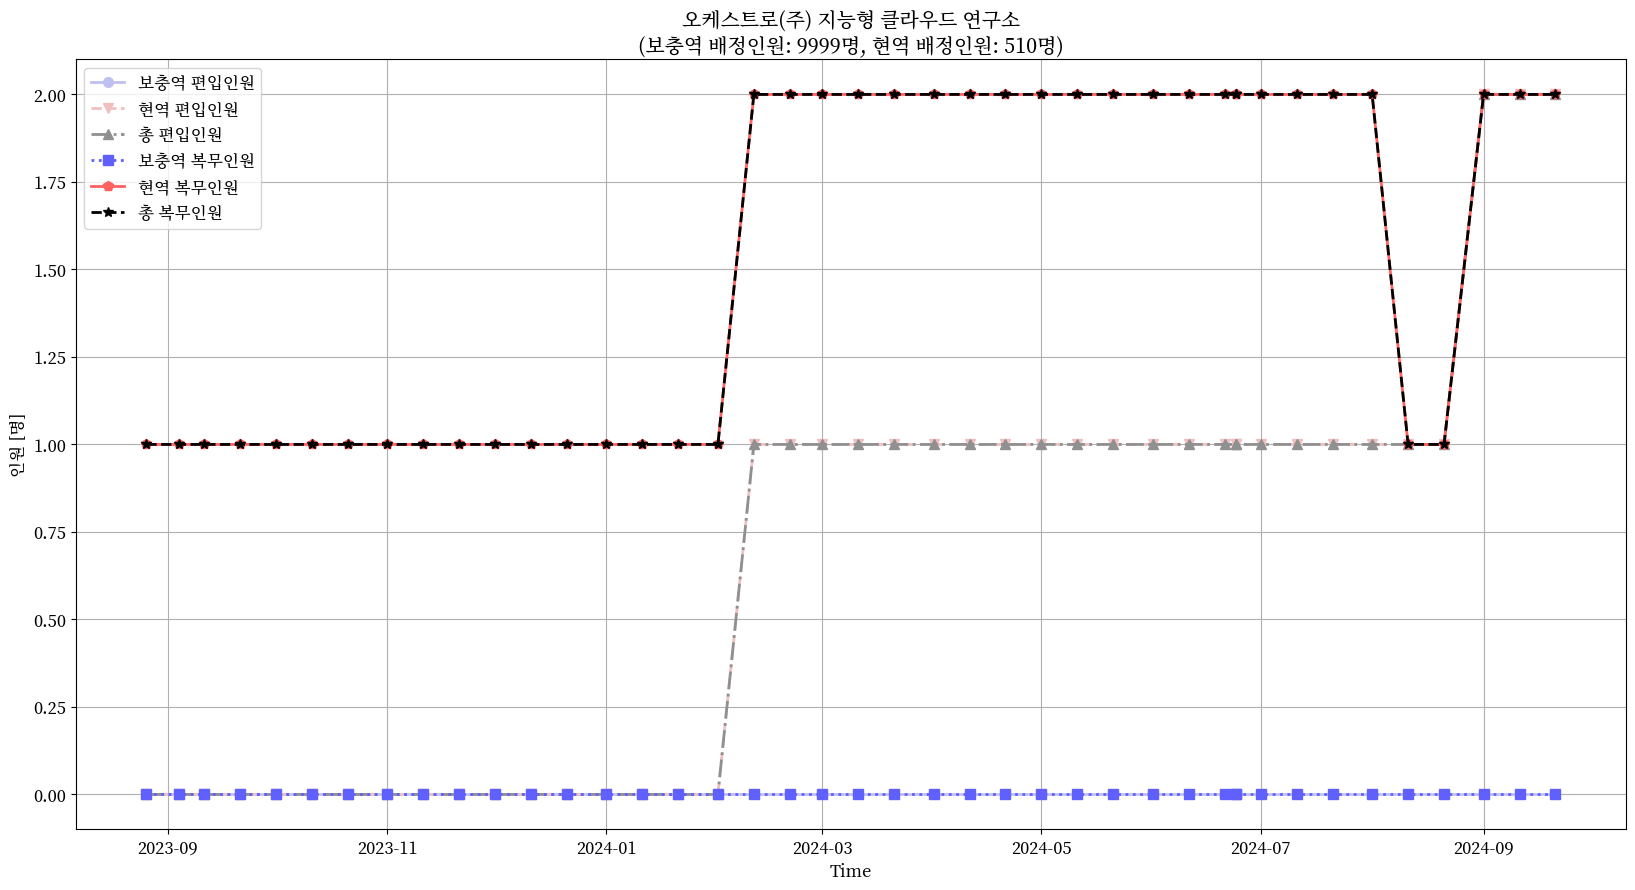 오케스트로(주) 지능형 클라우드 연구소
(보충역 배정인원: 9999명, 현역 배정인원: 510명)
보충역 편입인원
현역 편입인원
총 편입인원
보충역 복무인원
현역 복무인원
총 복무인원
인원 [명]
2.00
1.75
1.50
1.25
1.00
0.75
0.50
0.25
0.00
2023-09 2023-11 2024-01 2024-03 2024-05 2024-07 2024-09
Time